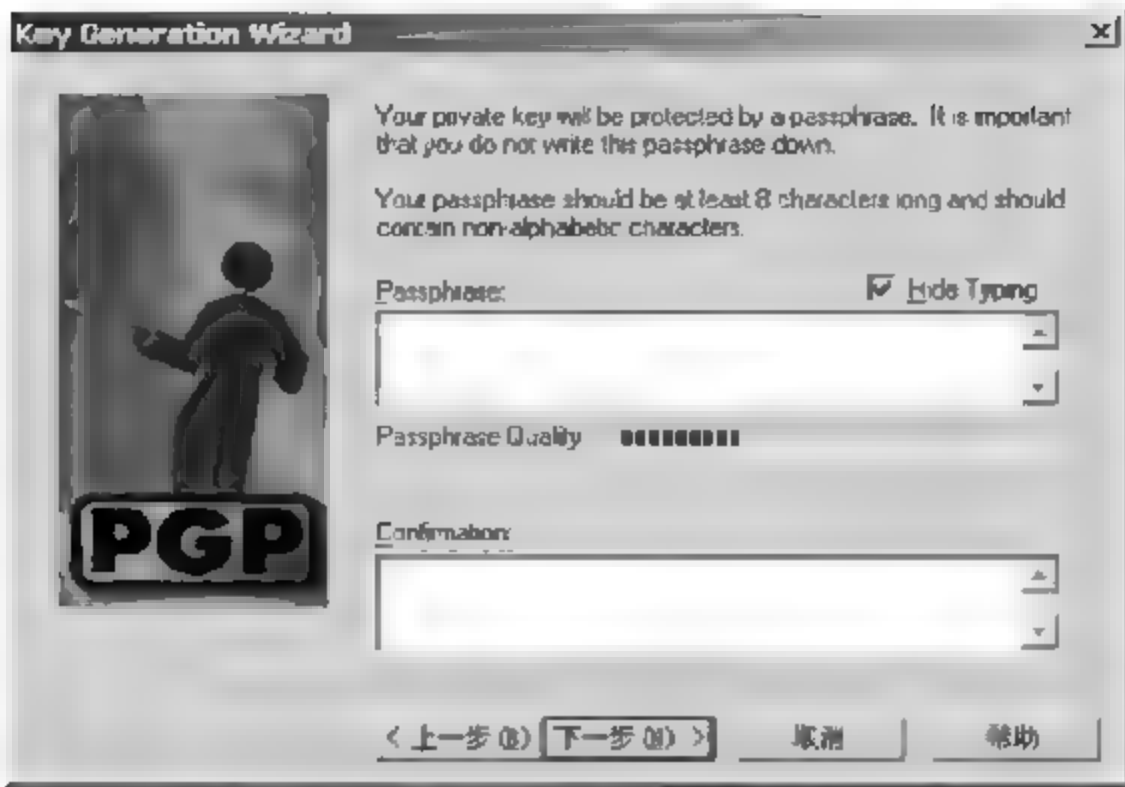 Key Generation Wizard
Your private key will be protected by a passphrase. It is important
that you do not write this passphrase down.
Your passphrase should be at least 8 characters long and should
contain non-alphabetic characters.
Passphrase: Hide Typing
Passphrase Quality
PGP
Confirmation:
< 上一步(B) 下一步(N) > 取消 帮助